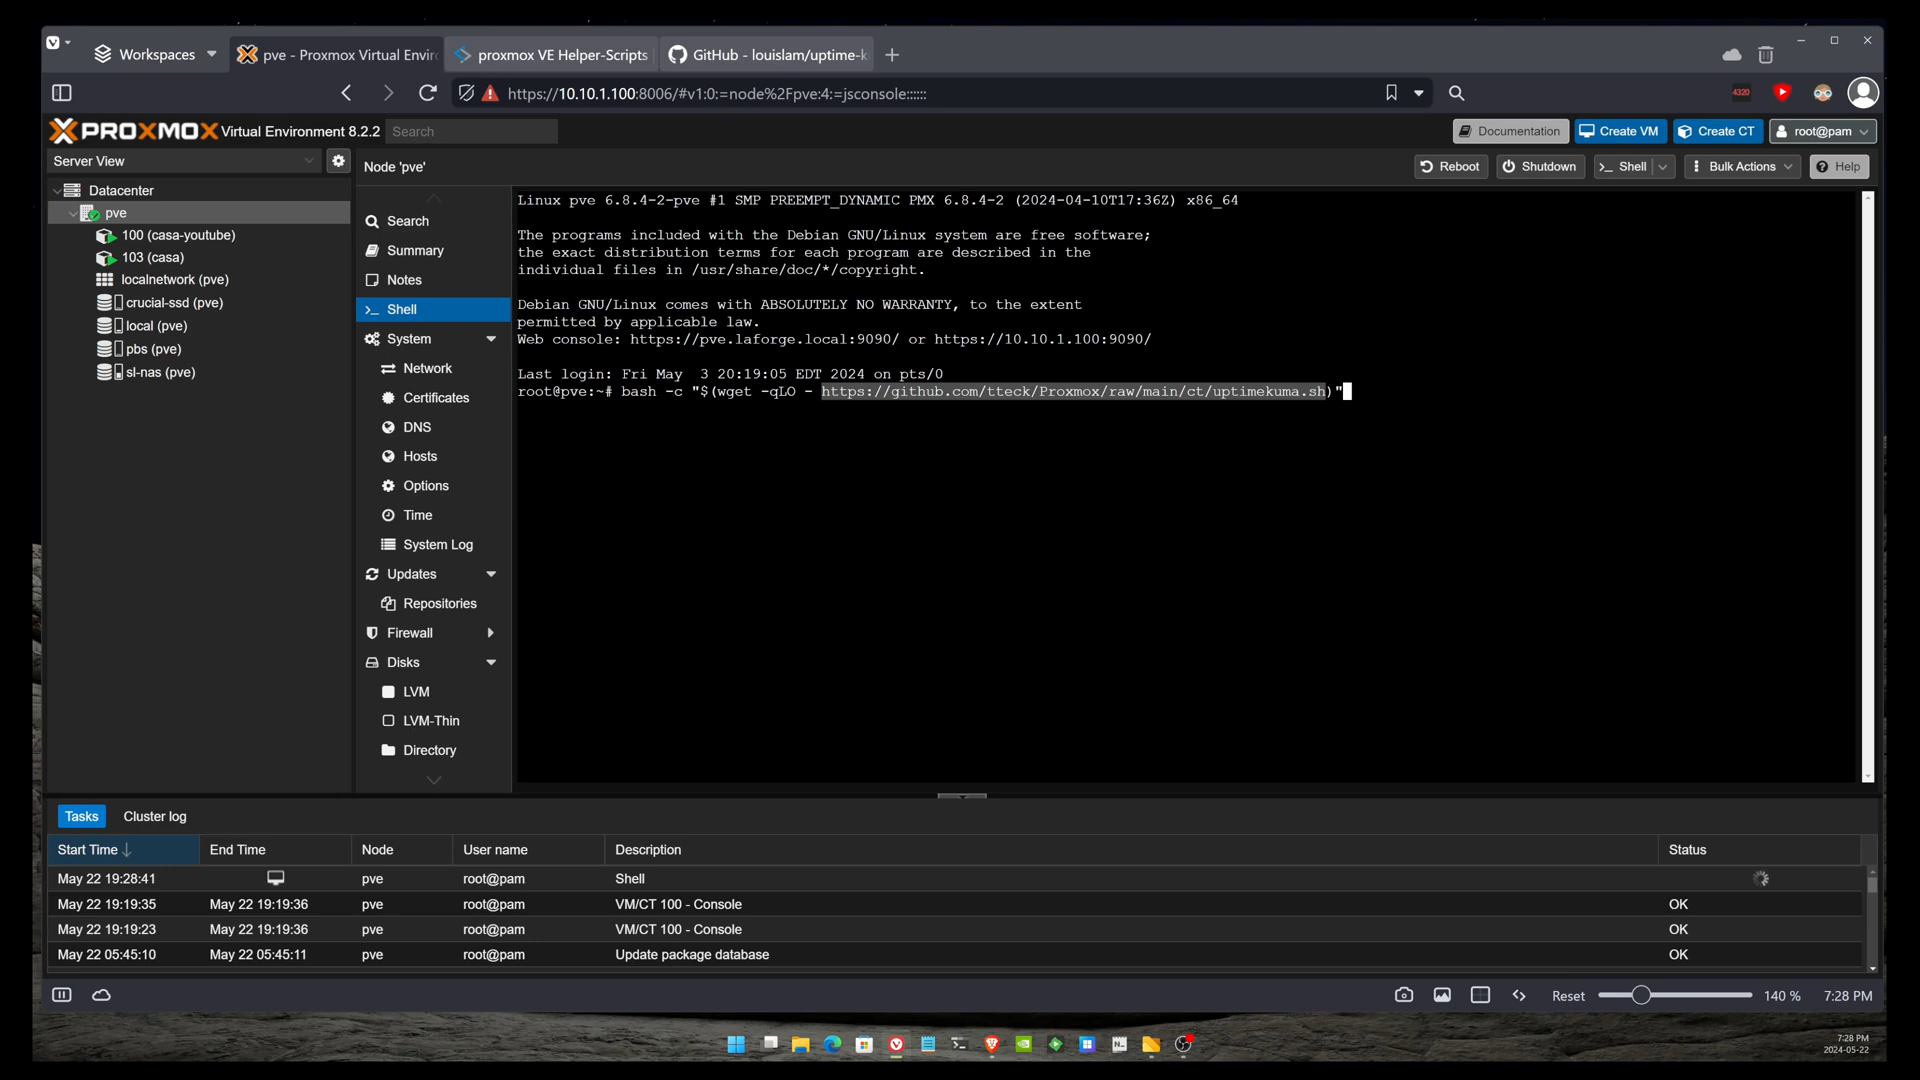 Workspaces
pve - Proxmox Virtual Envir
proxmox VE Helper-Scripts
GitHub - louislam/uptime-k
https://10.10.1.100:8006/#v1:0:=node%2Fpve:4:=jsconsole::::::
4320
PROXMOX Virtual Environment 8.2.2
Search
Documentation
Create VM
Create CT
root@pam
Server View
Node 'pve'
Reboot
Shutdown
Shell
Bulk Actions
Help
Datacenter
pve
100 (casa-youtube)
103 (casa)
localnetwork (pve)
crucial-ssd (pve)
local (pve)
pbs (pve)
sl-nas (pve)
Search
Summary
Notes
Shell
System
Network
Certificates
DNS
Hosts
Options
Time
System Log
Updates
Repositories
Firewall
Disks
LVM
LVM-Thin
Directory
Linux pve 6.8.4-2-pve #1 SMP PREEMPT_DYNAMIC PMX 6.8.4-2 (2024-04-10T17:36Z) x86_64
The programs included with the Debian GNU/Linux system are free software;
the exact distribution terms for each program are described in the
individual files in /usr/share/doc/*/copyright.
Debian GNU/Linux comes with ABSOLUTELY NO WARRANTY, to the extent
permitted by applicable law.
Web console: https://pve.laforge.local:9090/ or https://10.10.1.100:9090/
Last login: Fri May  3 20:19:05 EDT 2024 on pts/0
root@pve:~# bash -c "$(wget -qLO - https://github.com/tteck/Proxmox/raw/main/ct/uptimekuma.sh)"
Tasks
Cluster log
Start Time
End Time
Node
User name
Description
Status
May 22 19:28:41
pve
root@pam
Shell
May 22 19:19:35
May 22 19:19:36
pve
root@pam
VM/CT 100 - Console
OK
May 22 19:19:23
May 22 19:19:36
pve
root@pam
VM/CT 100 - Console
OK
May 22 05:45:10
May 22 05:45:11
pve
root@pam
Update package database
OK
Reset
140 %
7:28 PM
7:28 PM
2024-05-22